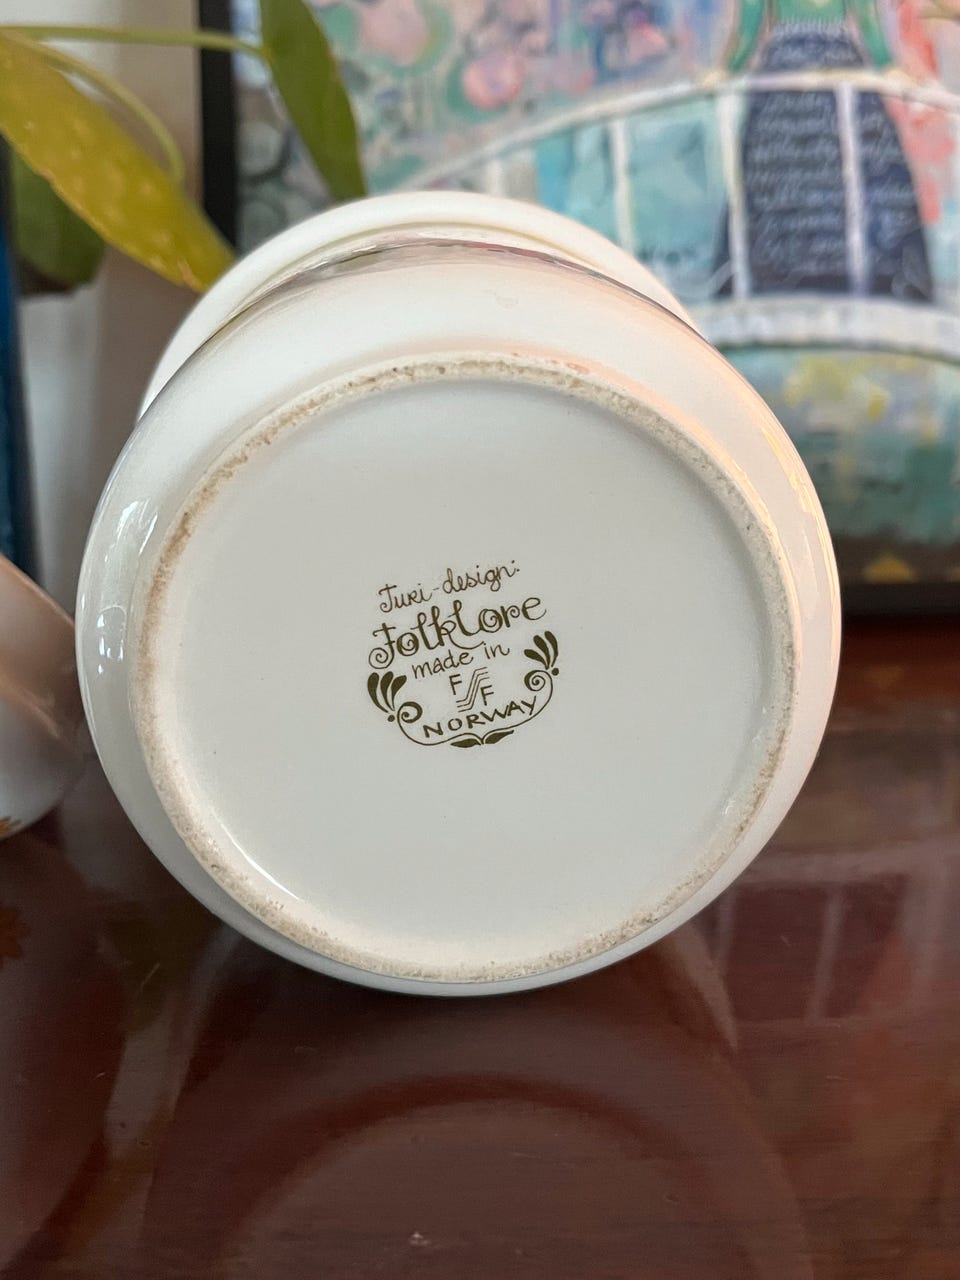 Turi-design:
Folklore
made in
F F
NORWAY